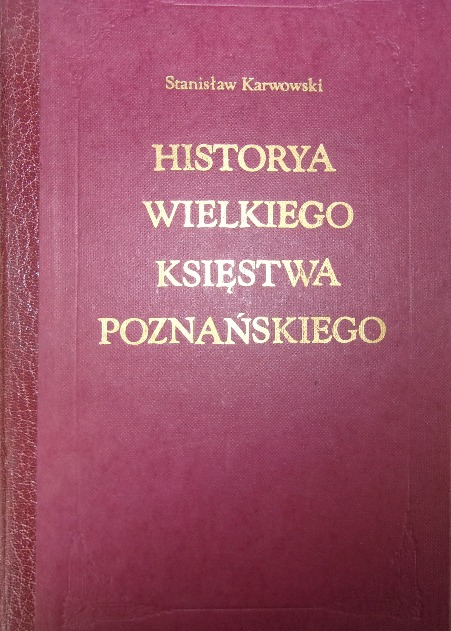 Stanisław Karwowski
HISTORYA
WIELKIEGO
KSIĘSTWA
POZNAŃSKIEGO